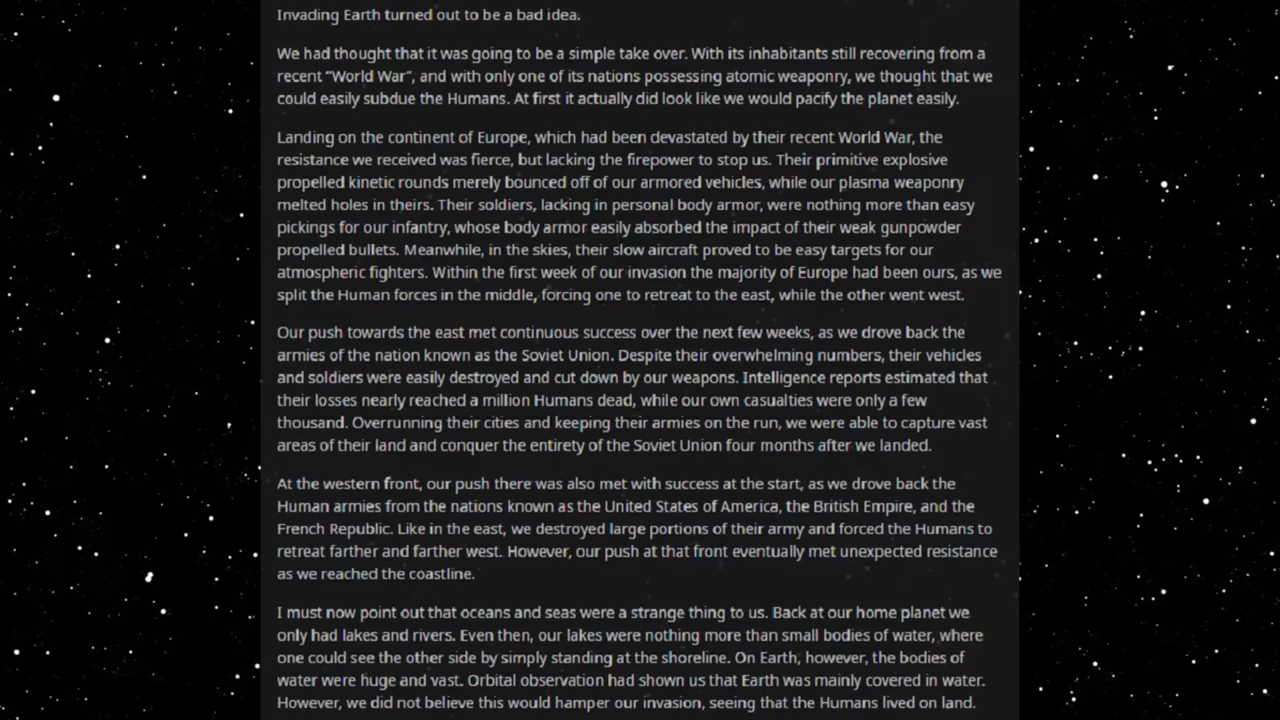 Invading Earth turned out to be a bad idea.
We had thought that it was going to be a simple take over. With its inhabitants still recovering from a
recent “World War”, and with only one of its nations possessing atomic weaponry, we thought that we
could easily subdue the Humans. At first it actually did look like we would pacify the planet easily.
Landing on the continent of Europe, which had been devastated by their recent World War, the
resistance we received was fierce, but lacking the firepower to stop us. Their primitive explosive
propelled kinetic rounds merely bounced off of our armored vehicles, while our plasma weaponry
melted holes in theirs. Their soldiers, lacking in personal body armor, were nothing more than easy
pickings for our infantry, whose body armor easily absorbed the impact of their weak gunpowder
propelled bullets. Meanwhile, in the skies, their slow aircraft proved to be easy targets for our
atmospheric fighters. Within the first week of our invasion the majority of Europe had been ours, as we
split the Human forces in the middle, forcing one to retreat to the east, while the other went west.
Our push towards the east met continuous success over the next few weeks, as we drove back the
armies of the nation known as the Soviet Union. Despite their overwhelming numbers, their vehicles
and soldiers were easily destroyed and cut down by our weapons. Intelligence reports estimated that
their losses nearly reached a million Humans dead, while our own casualties were only a few
thousand. Overrunning their cities and keeping their armies on the run, we were able to capture vast
areas of their land and conquer the entirety of the Soviet Union four months after we landed.
At the western front, our push there was also met with success at the start, as we drove back the
Human armies from the nations known as the United States of America, the British Empire, and the
French Republic. Like in the east, we destroyed large portions of their army and forced the Humans to
retreat farther and farther west. However, our push at that front eventually met unexpected resistance
as we reached the coastline.
I must now point out that oceans and seas were a strange thing to us. Back at our home planet we
only had lakes and rivers. Even then, our lakes were nothing more than small bodies of water, where
one could see the other side by simply standing at the shoreline. On Earth, however, the bodies of
water were huge and vast. Orbital observation had shown us that Earth was mainly covered in water.
However, we did not believe this would hamper our invasion, seeing that the Humans lived on land.